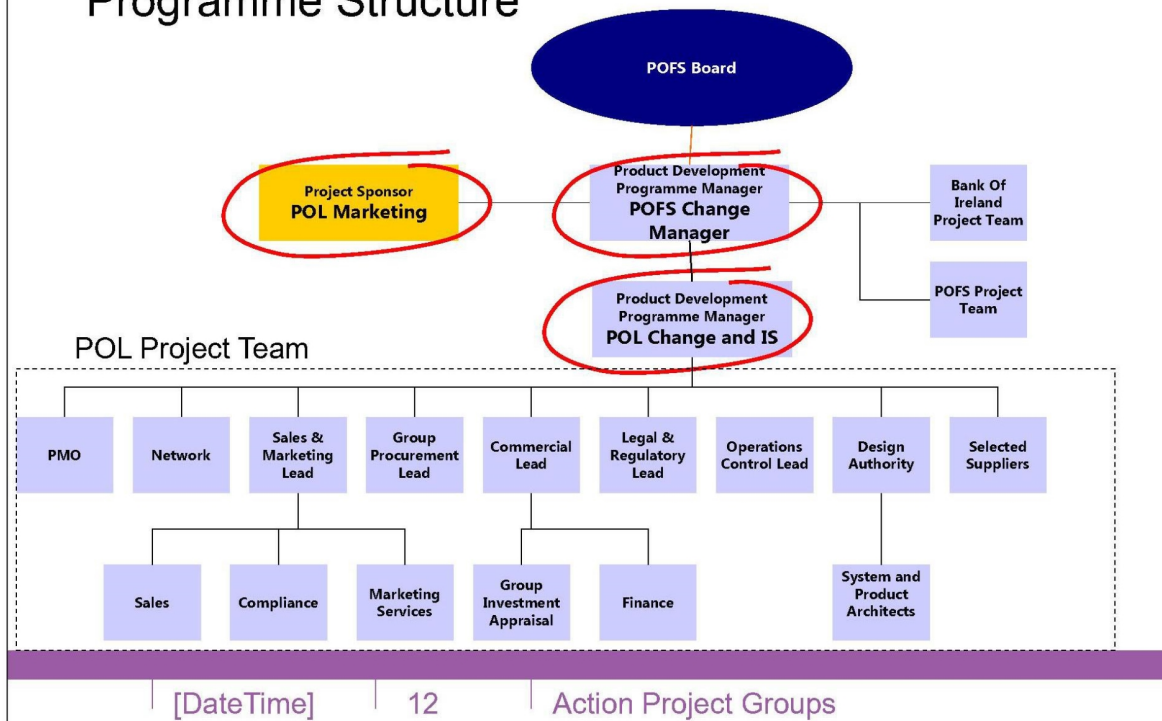 Programme Structure
POFS Board
Project Sponsor
POL Marketing
Product Development
Programme Manager
POFS Change
Manager
Bank Of
Ireland
Project Team
Product Development
Programme Manager
POL Change and IS
POFS Project
Team
POL Project Team
PMO
Network
Sales &
Marketing
Lead
Group
Procurement
Lead
Commercial
Lead
Legal &
Regulatory
Lead
Operations
Control Lead
Design
Authority
Selected
Suppliers
Sales
Compliance
Marketing
Services
Group
Investment
Appraisal
Finance
System and
Product
Architects
[DateTime]
12
Action Project Groups